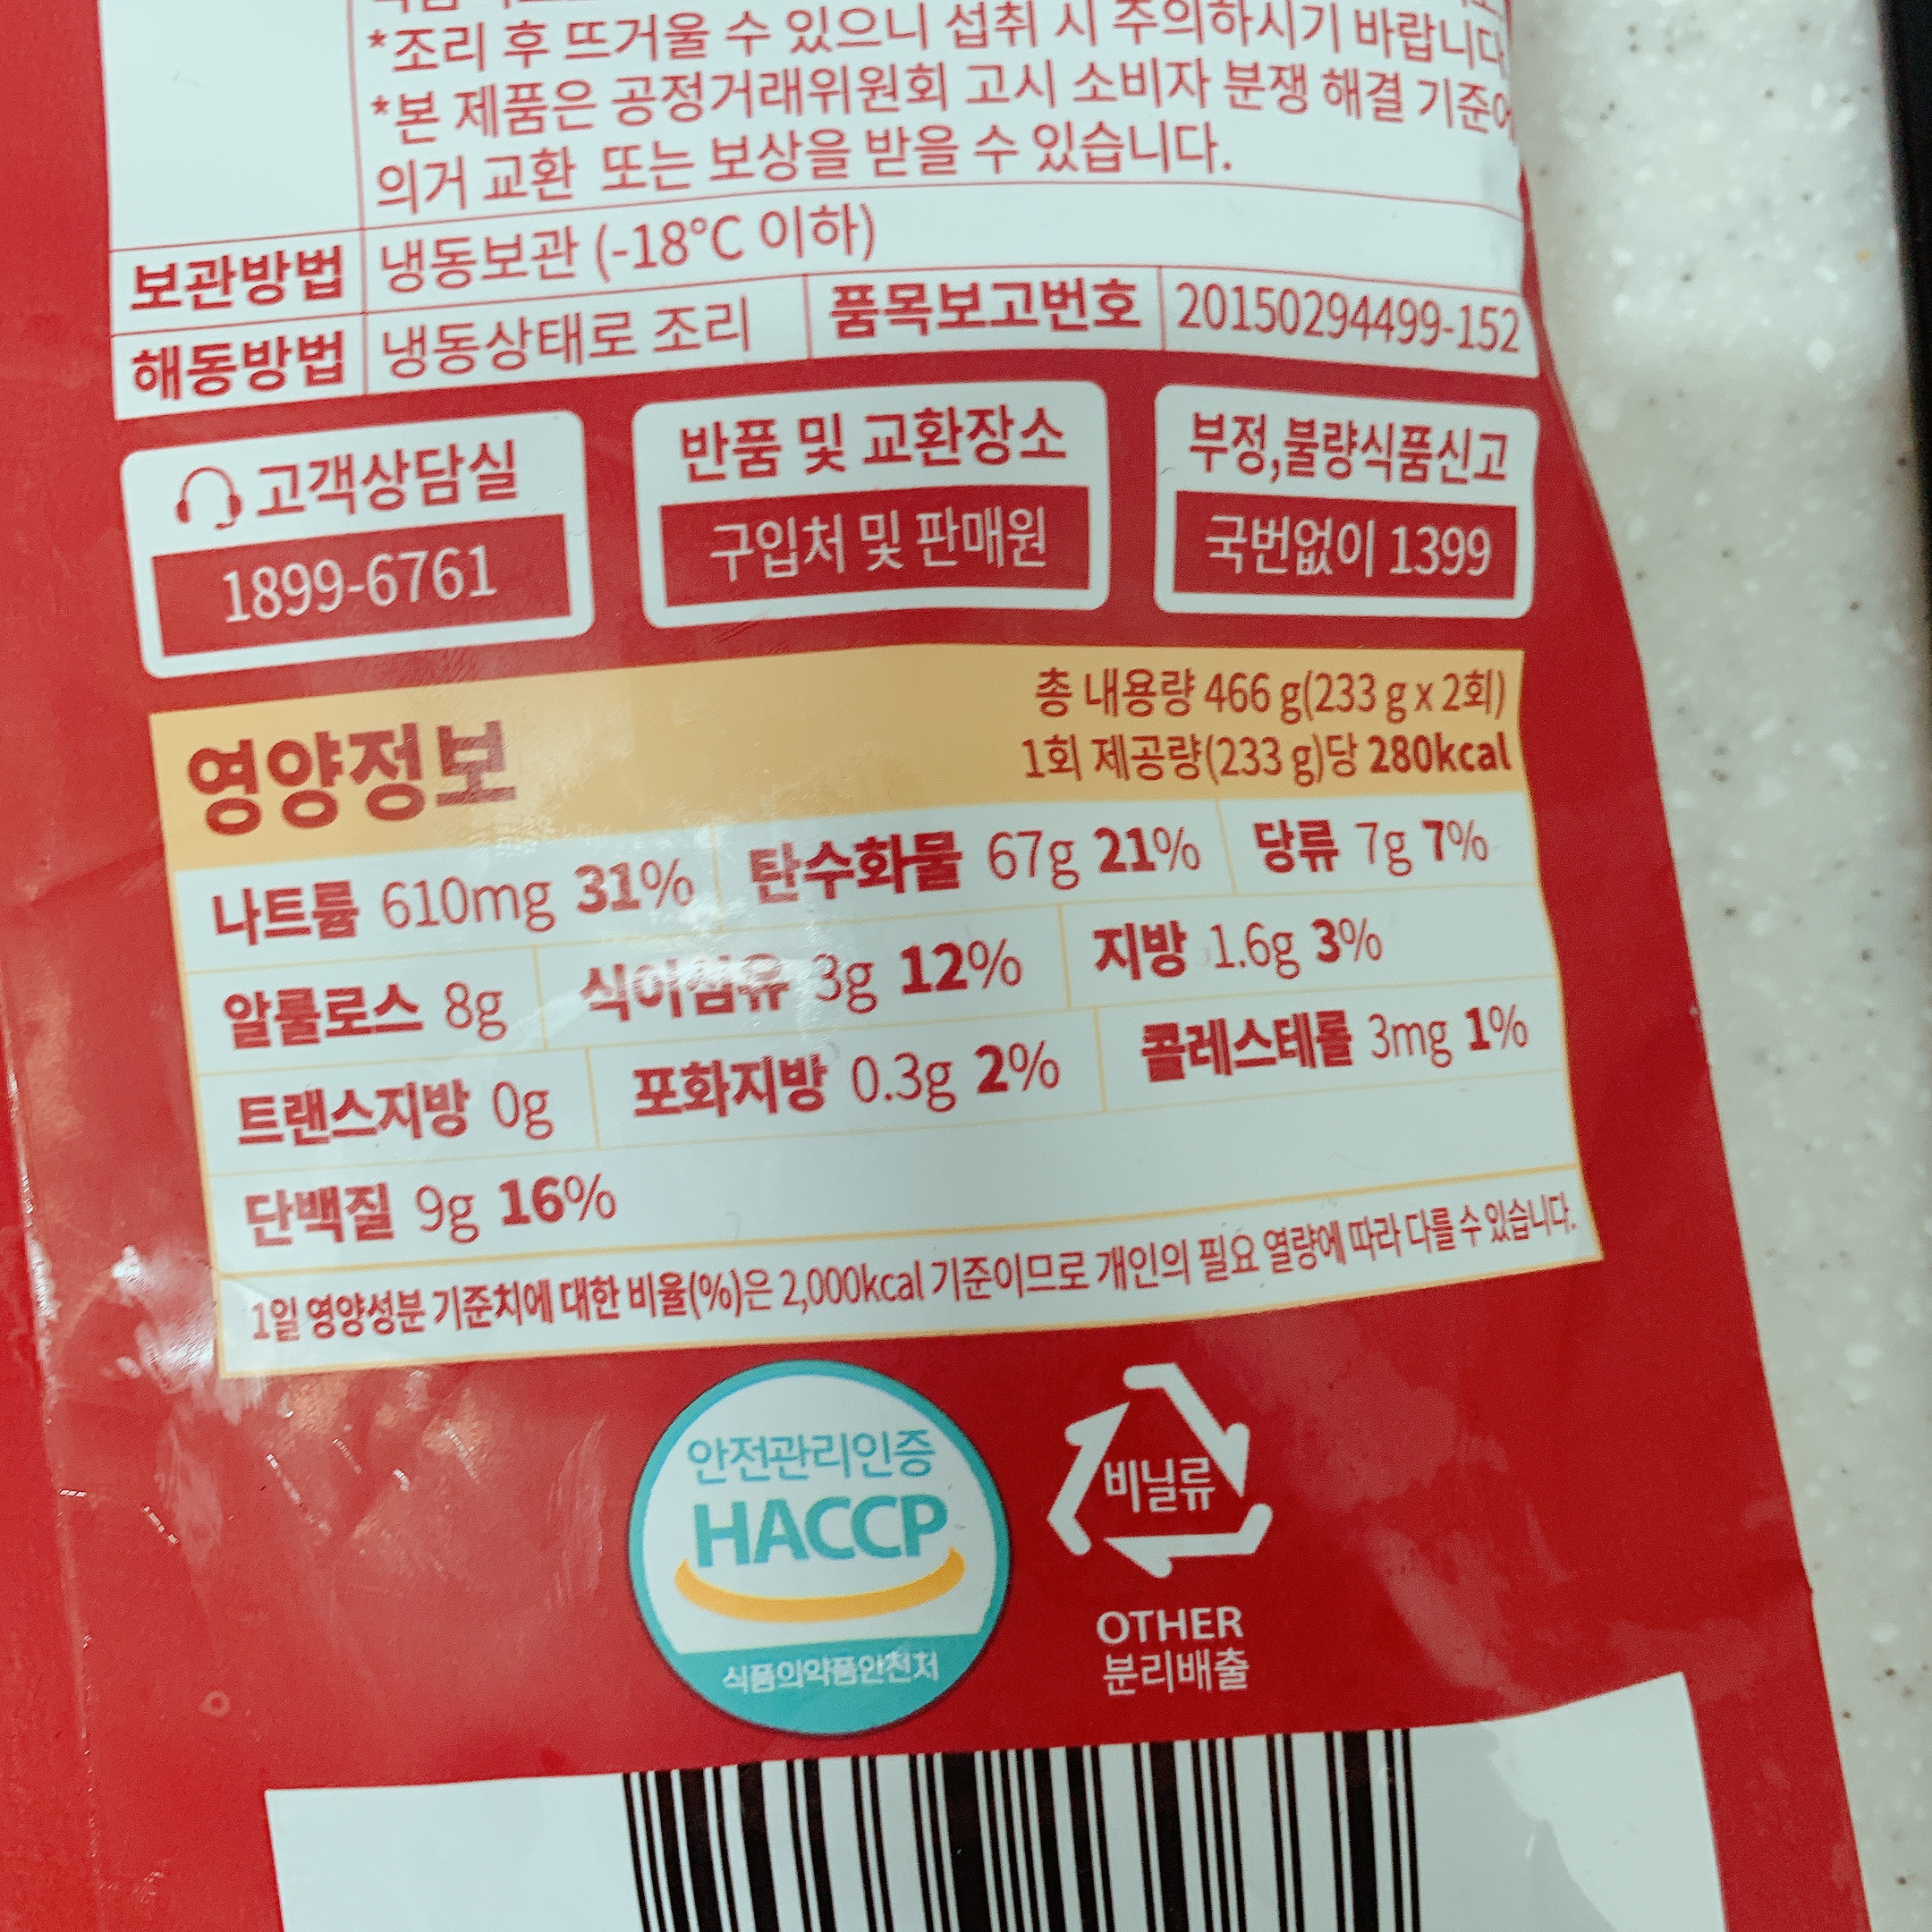 *조리 후 뜨거울 수 있으니 섭취 시 주의하시기 바랍니다
*본 제품은 공정거래위원회 고시 소비자 분쟁 해결 기준에
의거 교환 또는 보상을 받을 수 있습니다.
보관방법 냉동보관 (-18°C 이하)
해동방법 냉동상태로 조리 품목보고번호 20150294499-152
고객상담실
1899-6761
반품 및 교환장소
구입처 및 판매원
부정,불량식품신고
국번없이 1399
영양정보
총 내용량 466 g(233 g x 2회)
1회 제공량(233 g)당 280kcal
나트륨 610mg 31% 탄수화물 67g 21% 당류 7g 7%
알룰로스 8g 식이섬유 3g 12% 지방 1.6g 3%
트랜스지방 0g 포화지방 0.3g 2% 콜레스테롤 3mg 1%
단백질 9g 16%
1일 영양성분 기준치에 대한 비율(%)은 2,000kcal 기준이므로 개인의 필요 열량에 따라 다를 수 있습니다.
안전관리인증
HACCP
식품의약품안전처
비닐류
OTHER
분리배출